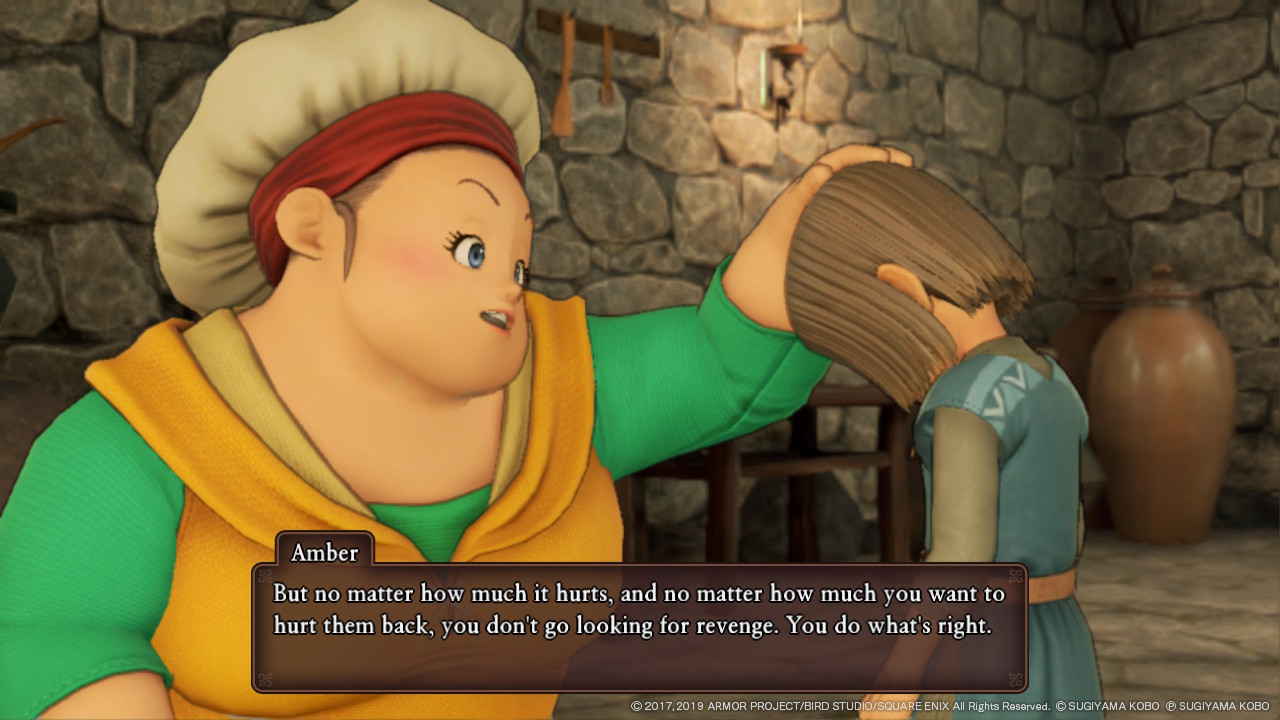 Amber
But no matter how much it hurts, and no matter how much you want to
hurt them back, you don't go looking for revenge. You do what's right.
© 2017, 2019 ARMOR PROJECT/BIRD STUDIO/SQUARE ENIX All Rights Reserved. © SUGIYAMA KOBO ℗ SUGIYAMA KOBO